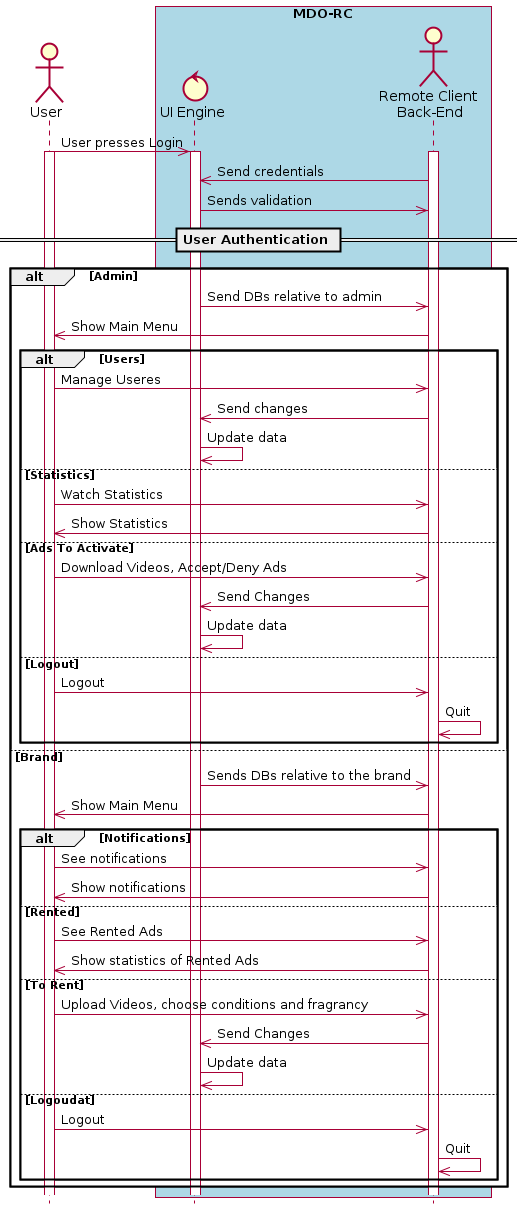 MDO-RC
User
UI Engine
Remote Client
Back-End
User presses Login
Send credentials
Sends validation
User Authentication
alt [Admin]
Send DBs relative to admin
Show Main Menu
alt [Users]
Manage Useres
Send changes
Update data
[Statistics]
Watch Statistics
Show Statistics
[Ads To Activate]
Download Videos, Accept/Deny Ads
Send Changes
Update data
[Logout]
Logout
Quit
[Brand]
Sends DBs relative to the brand
Show Main Menu
alt [Notifications]
See notifications
Show notifications
[Rented]
See Rented Ads
Show statistics of Rented Ads
[To Rent]
Upload Videos, choose conditions and fragrancy
Send Changes
Update data
[Logoudat]
Logout
Quit